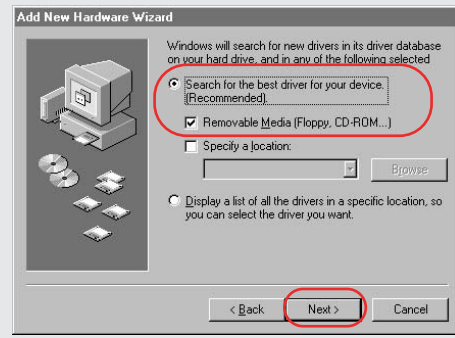 Add New Hardware Wizard
Windows will search for new drivers in its driver database
on your hard drive, and in any of the following selected
Search for the best driver for your device.
(Recommended).
Removable Media (Floppy, CD-ROM...)
Specify a location:
Browse
Display a list of all the drivers in a specific location, so
you can select the driver you want.
< Back
Next >
Cancel